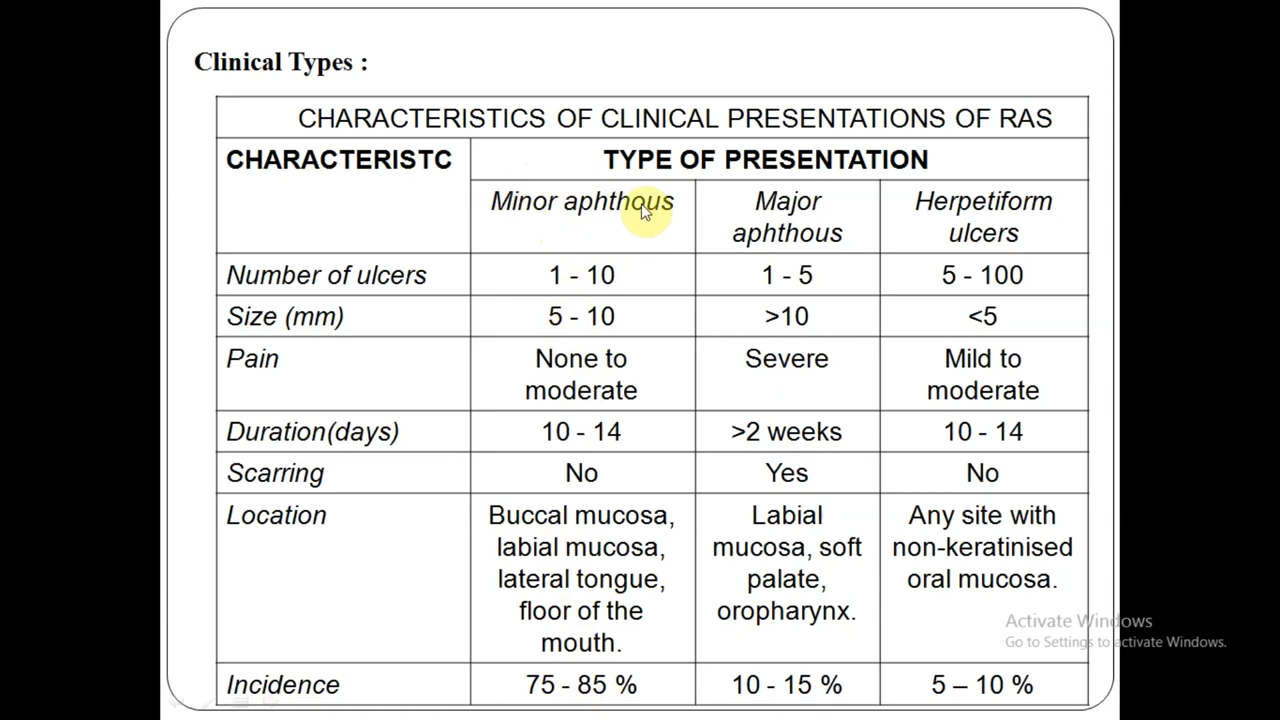 Clinical Types :
CHARACTERISTICS OF CLINICAL PRESENTATIONS OF RAS
CHARACTERISTC TYPE OF PRESENTATION
Minor aphthous Major aphthous Herpetiform ulcers
Number of ulcers 1 - 10 1 - 5 5 - 100
Size (mm) 5 - 10 >10 <5
Pain None to moderate Severe Mild to moderate
Duration(days) 10 - 14 >2 weeks 10 - 14
Scarring No Yes No
Location Buccal mucosa, labial mucosa, lateral tongue, floor of the mouth. Labial mucosa, soft palate, oropharynx. Any site with non-keratinised oral mucosa.
Incidence 75 - 85 % 10 - 15 % 5 – 10 %
Activate Windows
Go to Settings to activate Windows.